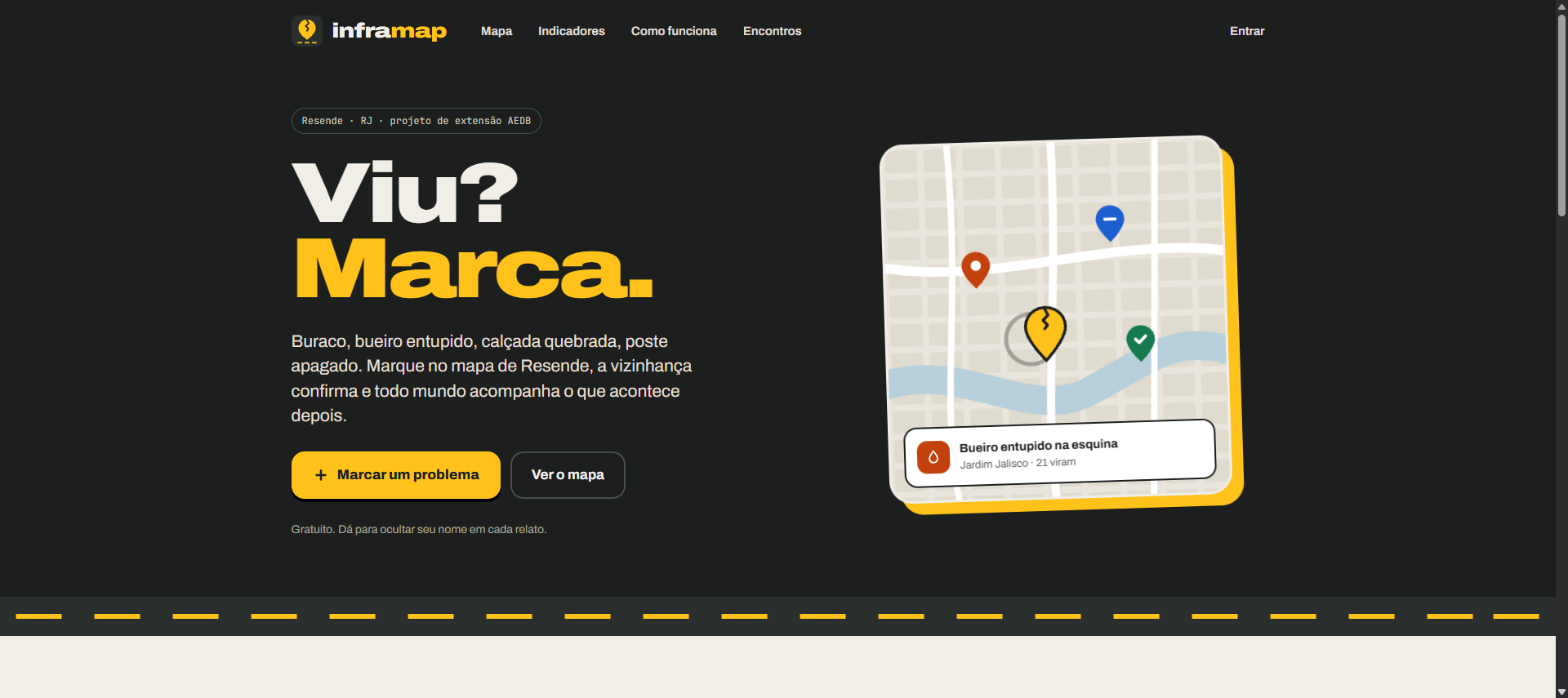 inframap
Mapa
Indicadores
Como funciona
Encontros
Entrar
Resende · RJ · projeto de extensão AEDB
Viu?
Marca.
Buraco, bueiro entupido, calçada quebrada, poste
apagado. Marque no mapa de Resende, a vizinhança
confirma e todo mundo acompanha o que acontece
depois.
+ Marcar um problema
Ver o mapa
Gratuito. Dá para ocultar seu nome em cada relato.
Bueiro entupido na esquina
Jardim Jalisco · 21 viram